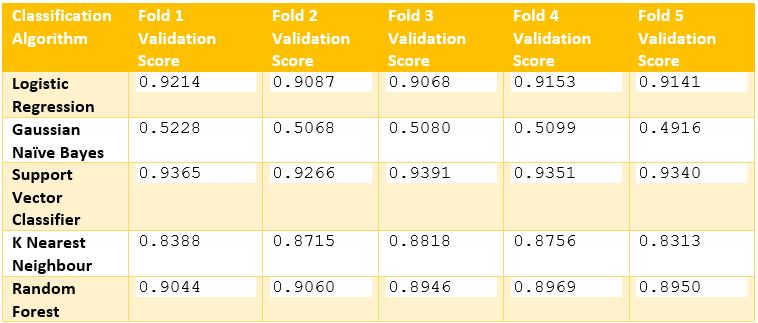 Classification Algorithm Fold 1 Validation Score Fold 2 Validation Score Fold 3 Validation Score Fold 4 Validation Score Fold 5 Validation Score
Logistic Regression 0.9214 0.9087 0.9068 0.9153 0.9141
Gaussian Naïve Bayes 0.5228 0.5068 0.5080 0.5099 0.4916
Support Vector Classifier 0.9365 0.9266 0.9391 0.9351 0.9340
K Nearest Neighbour 0.8388 0.8715 0.8818 0.8756 0.8313
Random Forest 0.9044 0.9060 0.8946 0.8969 0.8950